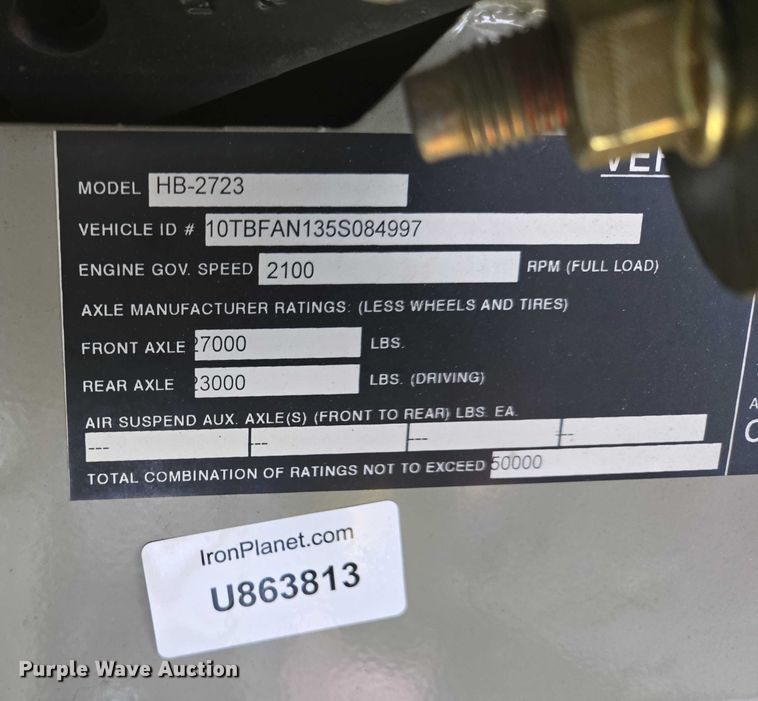 MODEL HB-2723
VEHICLE ID # 10TBFAN135S084997
ENGINE GOV. SPEED 2100 RPM (FULL LOAD)
AXLE MANUFACTURER RATINGS: (LESS WHEELS AND TIRES)
FRONT AXLE 27000 LBS.
REAR AXLE 23000 LBS. (DRIVING)
AIR SUSPEND AUX. AXLE(S) (FRONT TO REAR) LBS. EA.
--- --- --- ---
TOTAL COMBINATION OF RATINGS NOT TO EXCEED 50000
IronPlanet.com
U863813
Purple Wave Auction